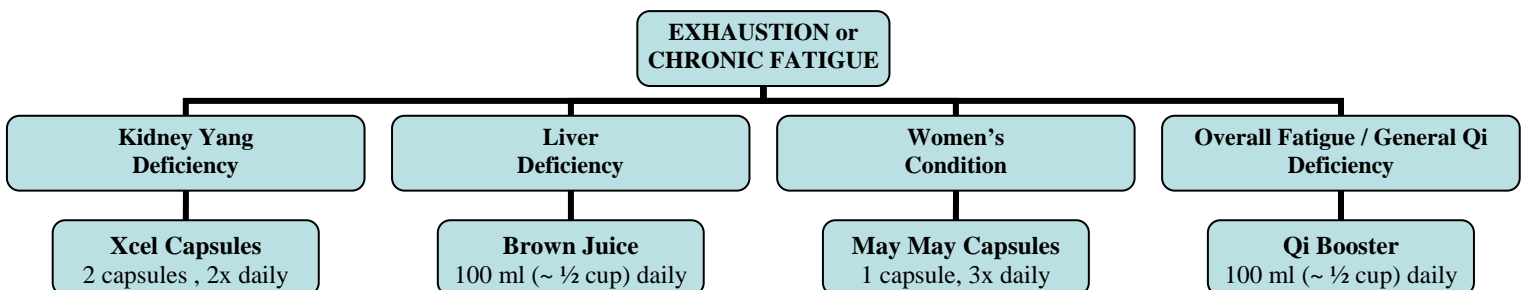 EXHAUSTION or
CHRONIC FATIGUE
Kidney Yang
Deficiency
Liver
Deficiency
Women’s
Condition
Overall Fatigue / General Qi
Deficiency
Xcel Capsules
2 capsules , 2x daily
Brown Juice
100 ml (~ ½ cup) daily
May May Capsules
1 capsule, 3x daily
Qi Booster
100 ml (~ ½ cup) daily